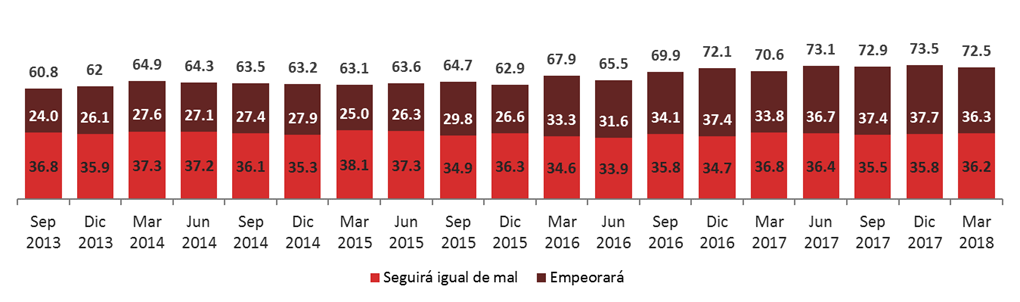 60.8 62 64.9 64.3 63.5 63.2 63.1 63.6 64.7 62.9 67.9 65.5 69.9 72.1 70.6 73.1 72.9 73.5 72.5
24.0 26.1 27.6 27.1 27.4 27.9 25.0 26.3 29.8 26.6 33.3 31.6 34.1 37.4 33.8 36.7 37.4 37.7 36.3
36.8 35.9 37.3 37.2 36.1 35.3 38.1 37.3 34.9 36.3 34.6 33.9 35.8 34.7 36.8 36.4 35.5 35.8 36.2
Sep Dic Mar Jun Sep Dic Mar Jun Sep Dic Mar Jun Sep Dic Mar Jun Sep Dic Mar
2013 2013 2014 2014 2014 2014 2015 2015 2015 2015 2016 2016 2016 2016 2017 2017 2017 2017 2018
Seguirá igual de mal Empeorará